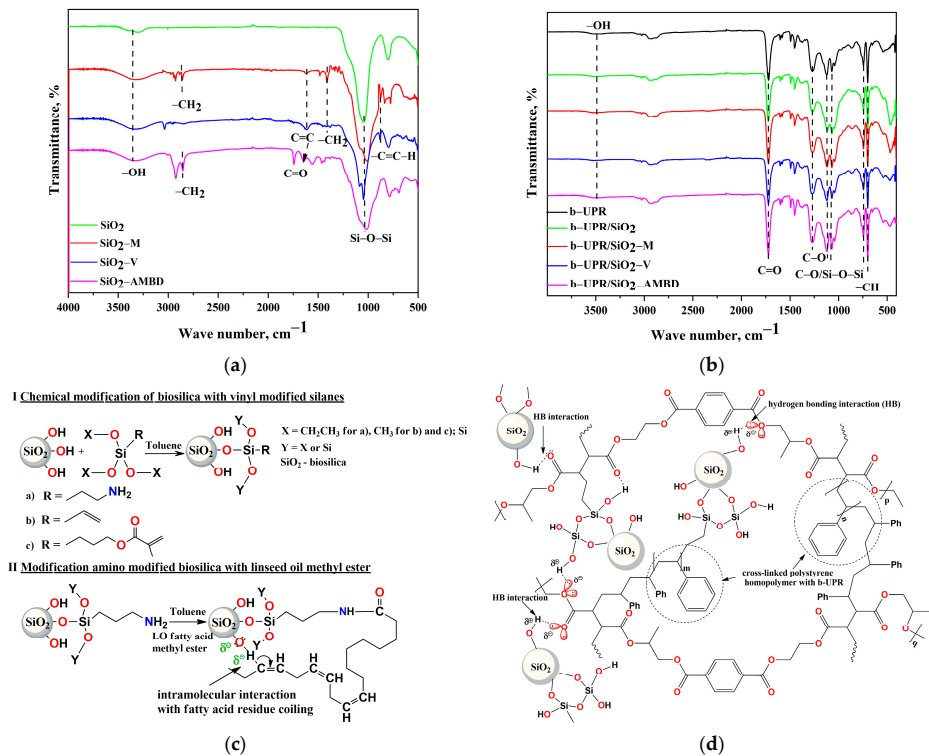 (a)
Transmittance, %
–OH
–CH2
–CH2
C=C
–CH2
C=O
–C=C–H
Si–O–Si
SiO2
SiO2–M
SiO2–V
SiO2–AMBD
4000 3500 3000 2500 2000 1500 1000 500
Wave number, cm−1
(a)
(b)
Transmittance, %
–OH
b–UPR
b–UPR/SiO2
b–UPR/SiO2–M
b–UPR/SiO2–V
b–UPR/SiO2–AMBD
C=O
C–O
C–O/Si–O–Si
–CH
3500 3000 2500 2000 1500 1000 500
Wave number, cm−1
(b)
I Chemical modification of biosilica with vinyl modified silanes
OH
SiO2 OH +
OH
X O R
Si
X O O X
Toluene
OH
SiO2 O Si R
OH
Y O
O Y
X = CH2CH3 for a), CH3 for b) and c); Si
Y = X or Si
SiO2 - biosilica
a) R = NH2
b) R =
c) R = O O
II Modification amino modified biosilica with linseed oil methyl ester
OH
SiO2 O Si NH2
OH
Y O
O Y
Toluene
LO fatty acid
methyl ester
OH
SiO2 O Si NH C
O
Y O
O Y
O
δ⊖ H
δ⊕
C H
C
H
C
H
intramolecular interaction
with fatty acid residue coiling
(c)
HB interaction
hydrogen bonding interaction (HB)
SiO2
SiO2
SiO2
SiO2
HB interaction
cross-linked polystyrene
homopolymer with b-UPR
Ph
Ph
Ph
Ph
Ph
m
n
p
q
(d)